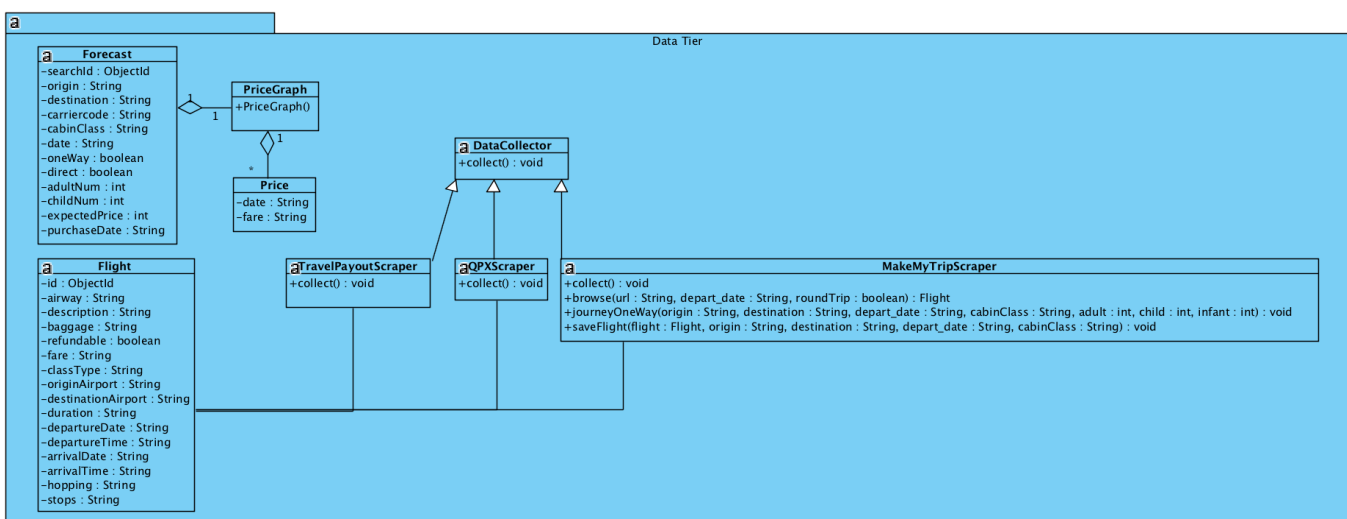 a
Data Tier
a
Forecast
-searchId : ObjectId
-origin : String
-destination : String
-carriercode : String
-cabinClass : String
-date : String
-oneWay : boolean
-direct : boolean
-adultNum : int
-childNum : int
-expectedPrice : int
-purchaseDate : String
1
1
PriceGraph
+PriceGraph()
1
*
Price
-date : String
-fare : String
a
DataCollector
+collect() : void
a
Flight
-id : ObjectId
-airway : String
-description : String
-baggage : String
-refundable : boolean
-fare : String
-classType : String
-originAirport : String
-destinationAirport : String
-duration : String
-departureDate : String
-departureTime : String
-arrivalDate : String
-arrivalTime : String
-hopping : String
-stops : String
a
TravelPayoutScraper
+collect() : void
a
QPXScraper
+collect() : void
a
MakeMyTripScraper
+collect() : void
+browse(url : String, depart_date : String, roundTrip : boolean) : Flight
+journeyOneWay(origin : String, destination : String, depart_date : String, cabinClass : String, adult : int, child : int, infant : int) : void
+saveFlight(flight : Flight, origin : String, destination : String, depart_date : String, cabinClass : String) : void